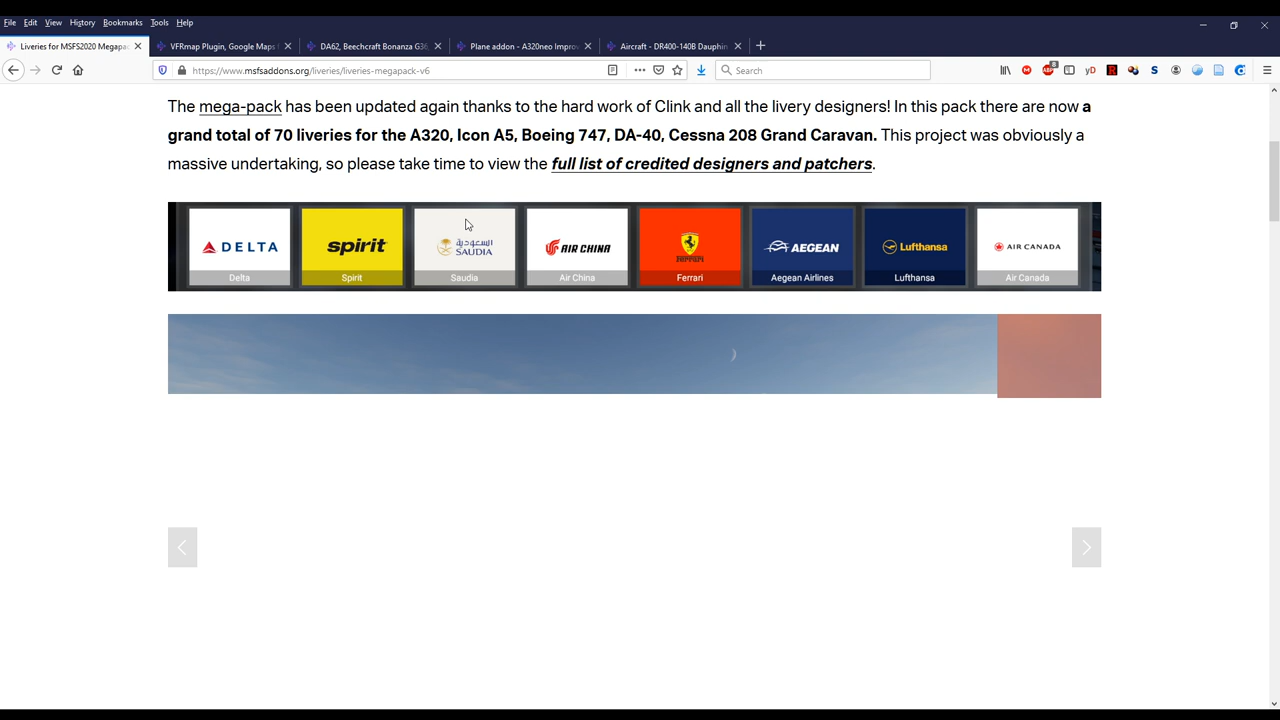 File Edit View History Bookmarks Tools Help
Liveries for MSFS2020 Megapa
VFRmap Plugin, Google Maps
DA62, Beechcraft Bonanza G36,
Plane addon - A320neo Improv
Aircraft - DR400-140B Dauphin
https://www.msfsaddons.org/liveries/liveries-megapack-v6
Search
8 yD R S
The mega-pack has been updated again thanks to the hard work of Clink and all the livery designers! In this pack there are now a
grand total of 70 liveries for the A320, Icon A5, Boeing 747, DA-40, Cessna 208 Grand Caravan. This project was obviously a
massive undertaking, so please take time to view the full list of credited designers and patchers.
DELTA spirit السعودية SAUDIA AIR CHINA Ferrari AEGEAN Lufthansa AIR CANADA
Delta Spirit Saudia Air China Ferrari Aegean Airlines Lufthansa Air Canada